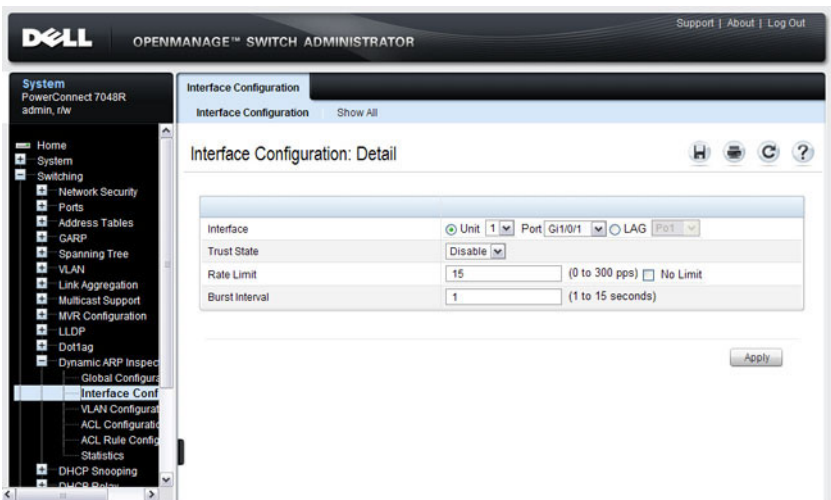 Support | About | Log Out
DELL OPENMANAGE™ SWITCH ADMINISTRATOR
System
PowerConnect 7048R
admin, r/w
Home
System
Switching
Network Security
Ports
Address Tables
GARP
Spanning Tree
VLAN
Link Aggregation
Multicast Support
MVR Configuration
LLDP
Dot1ag
Dynamic ARP Inspec
Global Configura
Interface Conf
VLAN Configurat
ACL Configuratio
ACL Rule Config
Statistics
DHCP Snooping
DHCP Relay
Interface Configuration
Interface Configuration Show All
Interface Configuration: Detail
Interface Unit 1 Port Gi1/0/1 LAG Po1
Trust State Disable
Rate Limit 15 (0 to 300 pps) No Limit
Burst Interval 1 (1 to 15 seconds)
Apply